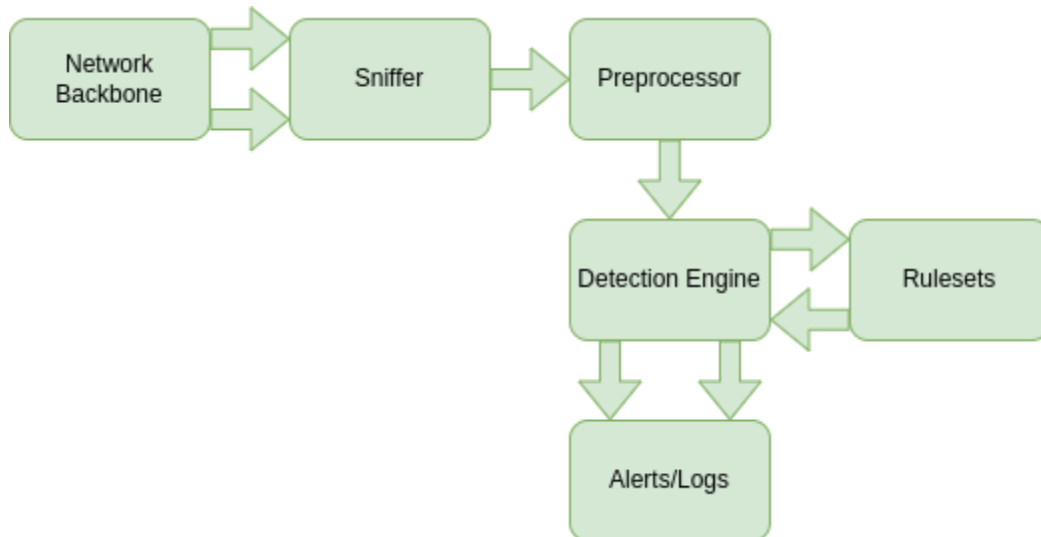 Network
Backbone
Sniffer
Preprocessor
Detection Engine
Rulesets
Alerts/Logs